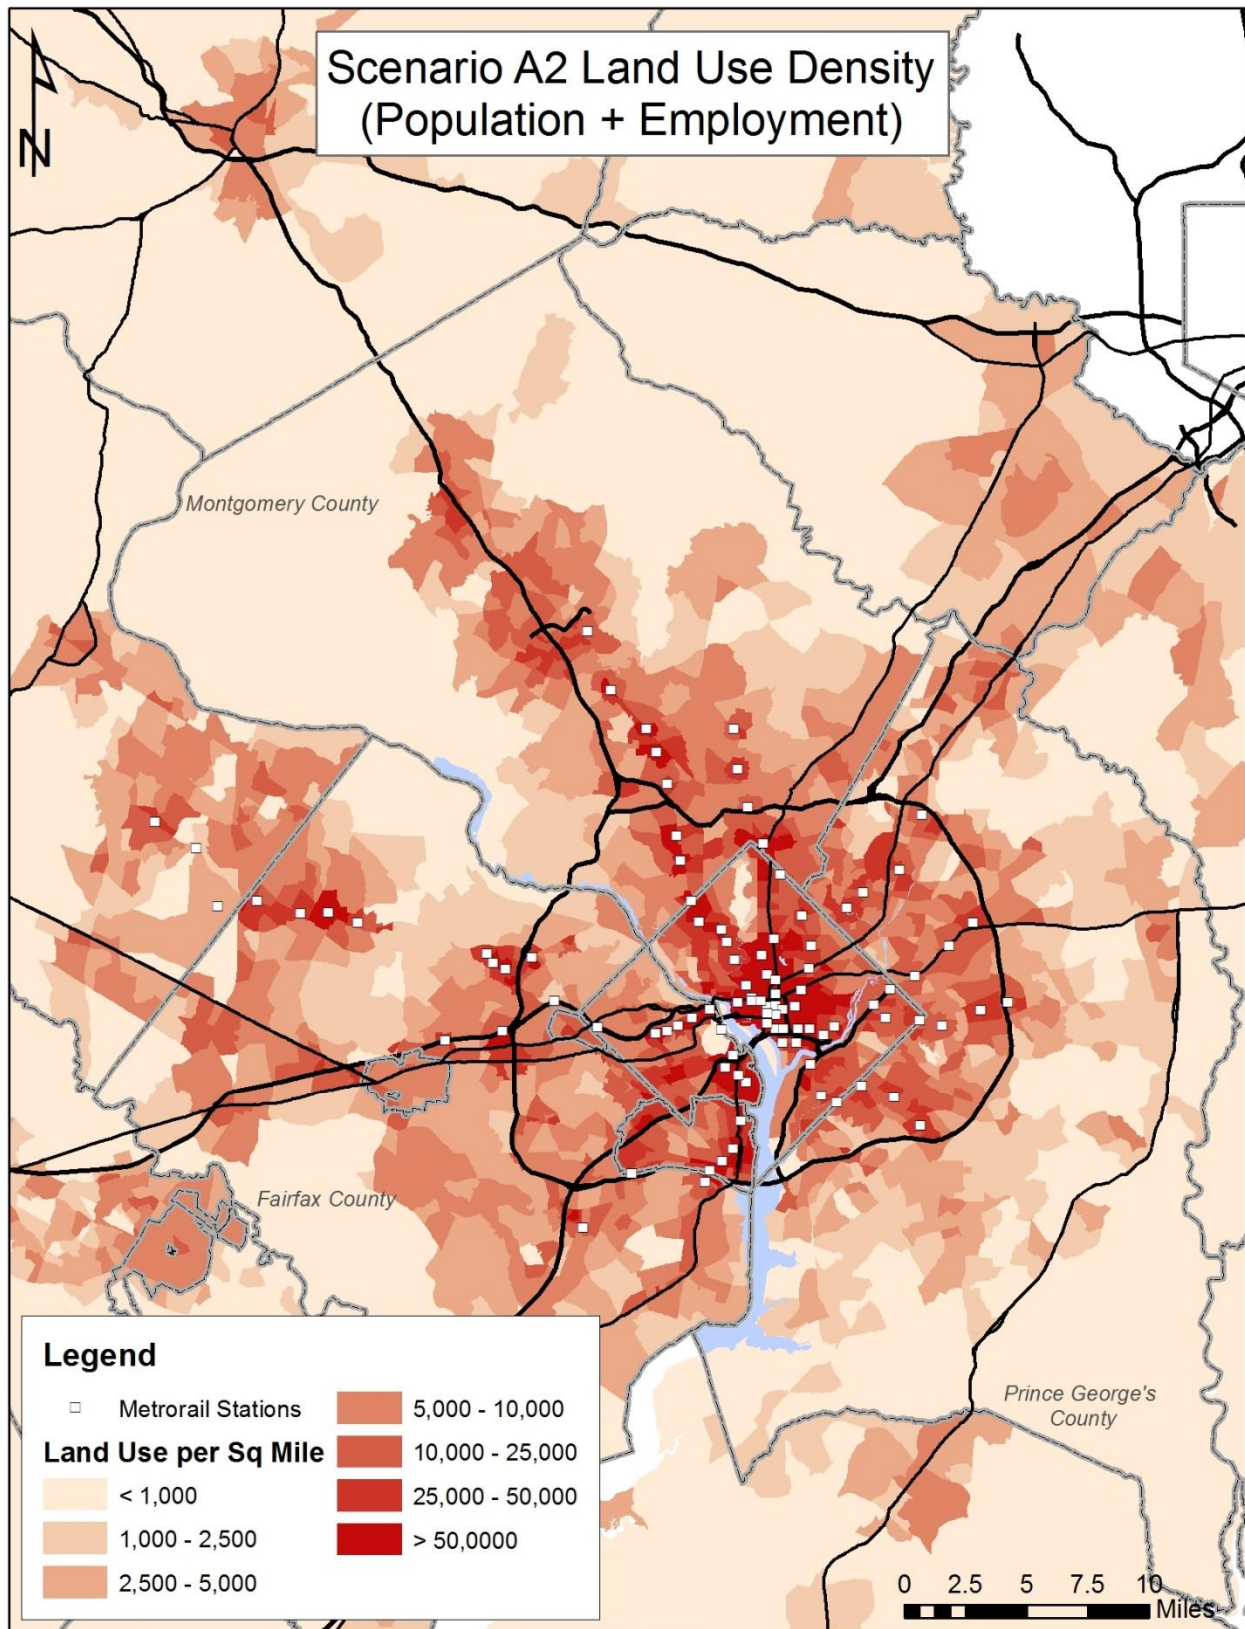 Scenario A2 Land Use Density
(Population + Employment)
N
Montgomery County
Fairfax County
Prince George's
County
Legend
Metrorail Stations
Land Use per Sq Mile
< 1,000
1,000 - 2,500
2,500 - 5,000
5,000 - 10,000
10,000 - 25,000
25,000 - 50,000
> 50,0000
0 2.5 5 7.5 10
Miles